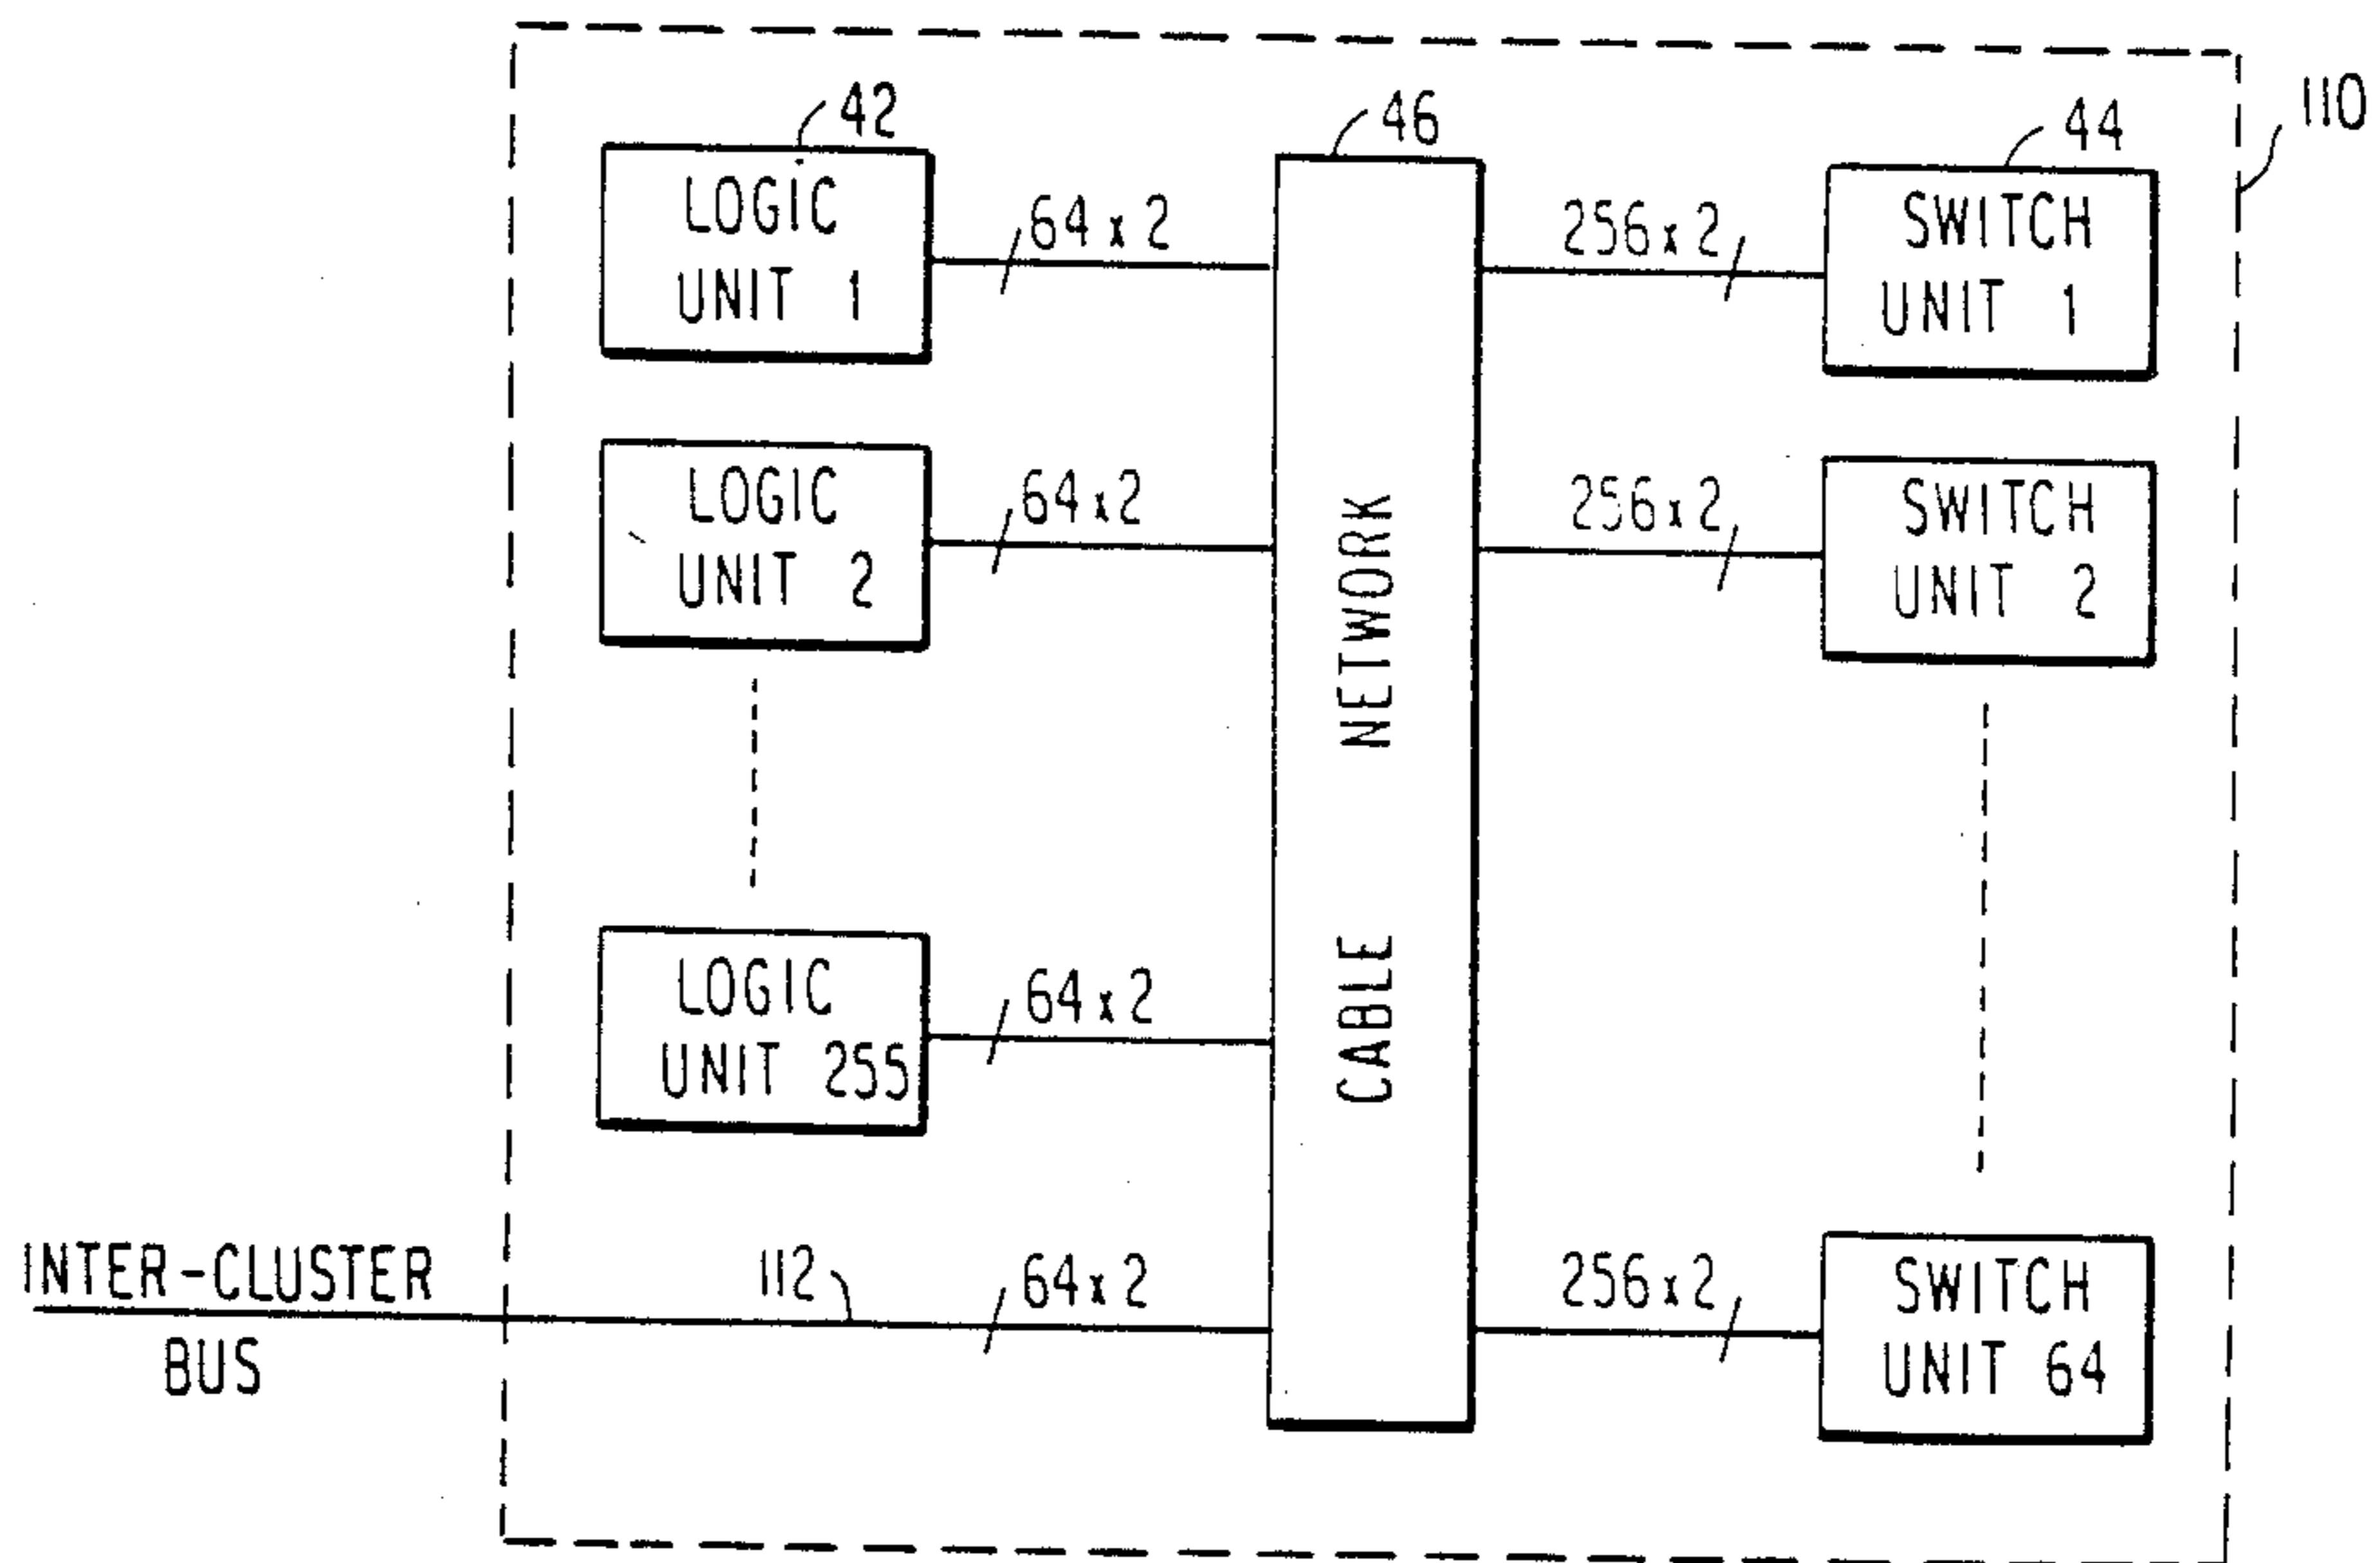 110
42
46
44
LOGIC
UNIT 1
64 x 2
256 x 2
SWITCH
UNIT 1
LOGIC
UNIT 2
64 x 2
256 x 2
SWITCH
UNIT 2
CABLE NETWORK
LOGIC
UNIT 255
64 x 2
INTER-CLUSTER
BUS
112
64 x 2
256 x 2
SWITCH
UNIT 64